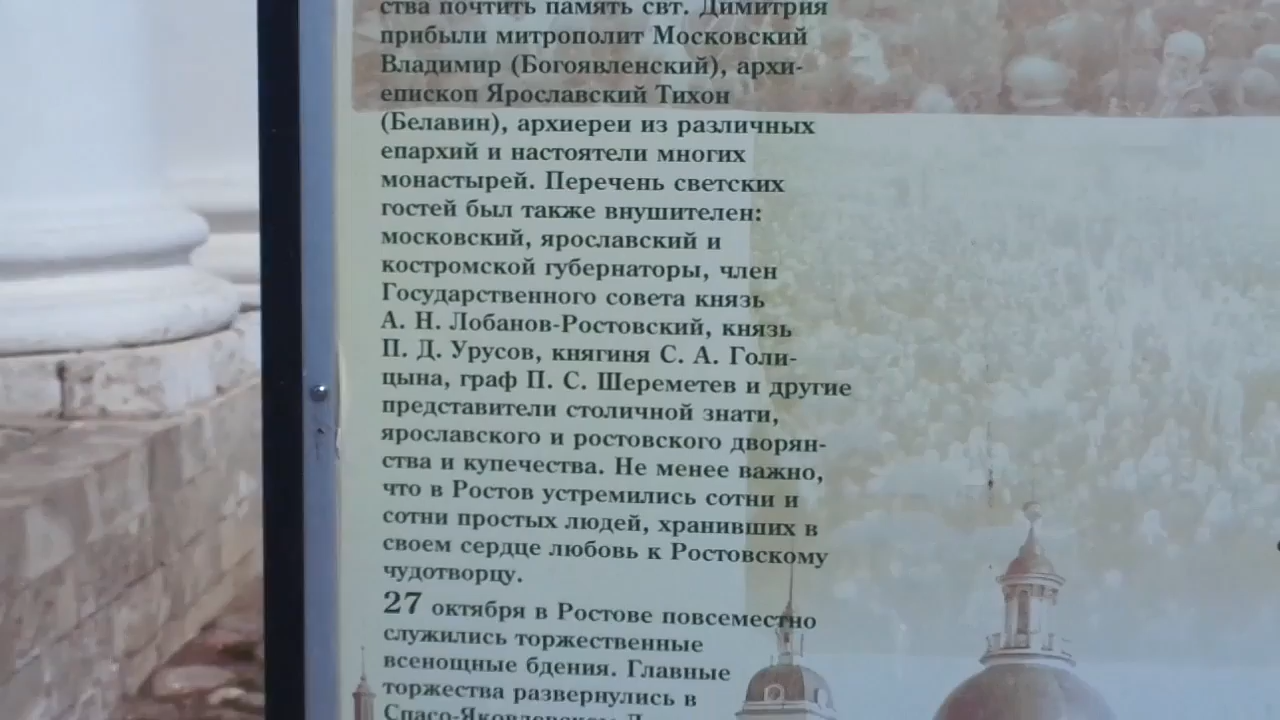 ства почтить память свт. Димитрия
прибыли митрополит Московский
Владимир (Богоявленский), архи-
епископ Ярославский Тихон
(Белавин), архиереи из различных
епархий и настоятели многих
монастырей. Перечень светских
гостей был также внушителен:
московский, ярославский и
костромской губернаторы, член
Государственного совета князь
А. Н. Лобанов-Ростовский, князь
П. Д. Урусов, княгиня С. А. Голи-
цына, граф П. С. Шереметев и другие
представители столичной знати,
ярославского и ростовского дворян-
ства и купечества. Не менее важно,
что в Ростов устремились сотни и
сотни простых людей, хранивших в
своем сердце любовь к Ростовскому
чудотворцу.
27 октября в Ростове повсеместно
служились торжественные
всенощные бдения. Главные
торжества развернулись в
Спасо-Яковлевском